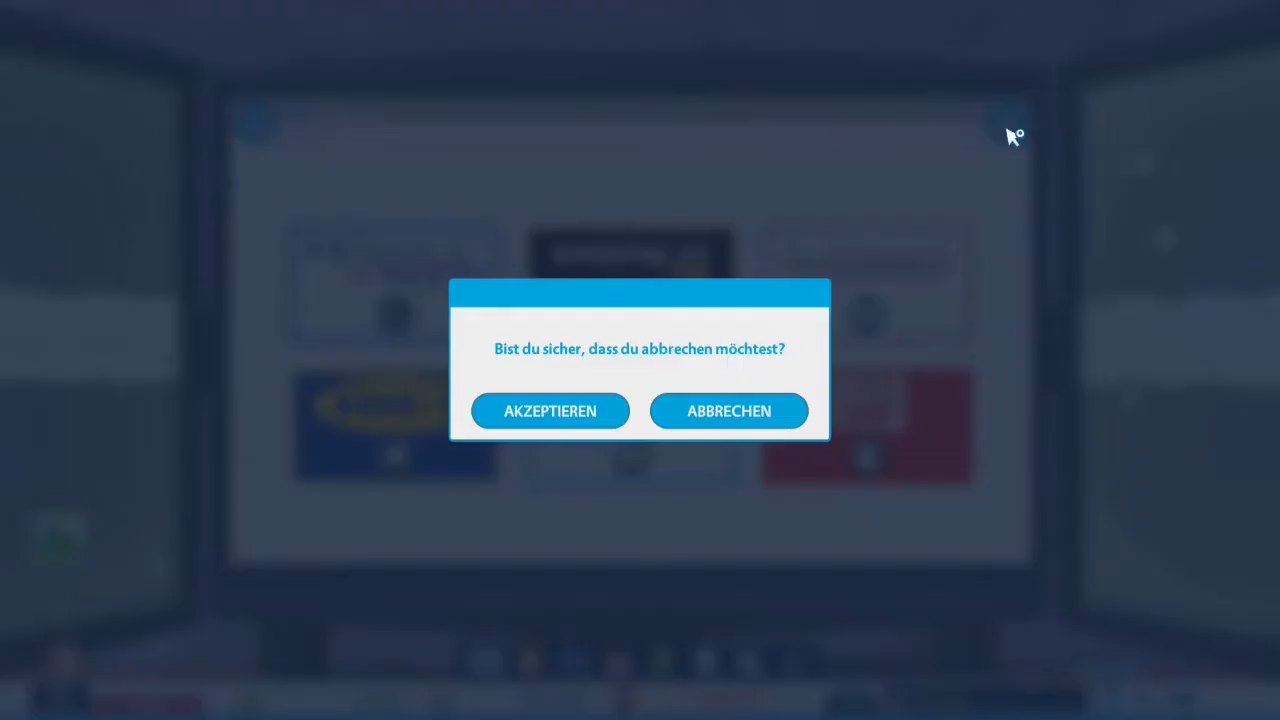 Bist du sicher, dass du abbrechen möchtest?
AKZEPTIEREN
ABBRECHEN